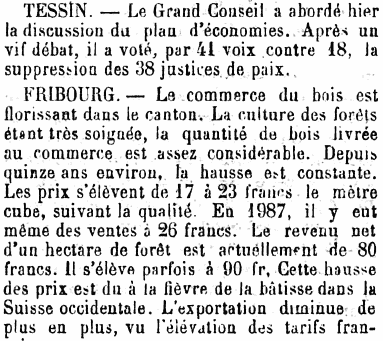 TESSIN. — Le Grand Conseil a abordé hier
la discussion du plan d'économies. Après un
vif débat, il a voté, par 41 voix contre 18, la
suppression des 38 justices de paix.
FRIBOURG. — Le commerce du bois est
florissant dans le canton. La culture des forêts
étant très soignée, la quantité de bois livrée
au commerce est assez considérable. Depuis
quinze ans environ, la hausse est constante.
Les prix s'élèvent de 17 à 23 francs le mètre
cube, suivant la qualité. En 1987, il y eut
même des ventes à 26 francs. Le revenu net
d'un hectare de forêt est actuellement de 80
francs. Il s'élève parfois à 90 fr. Cette hausse
des prix est du à la fièvre de la bâtisse dans la
Suisse occidentale. L'exportation diminue de
plus en plus, vu l'élévation des tarifs fran-